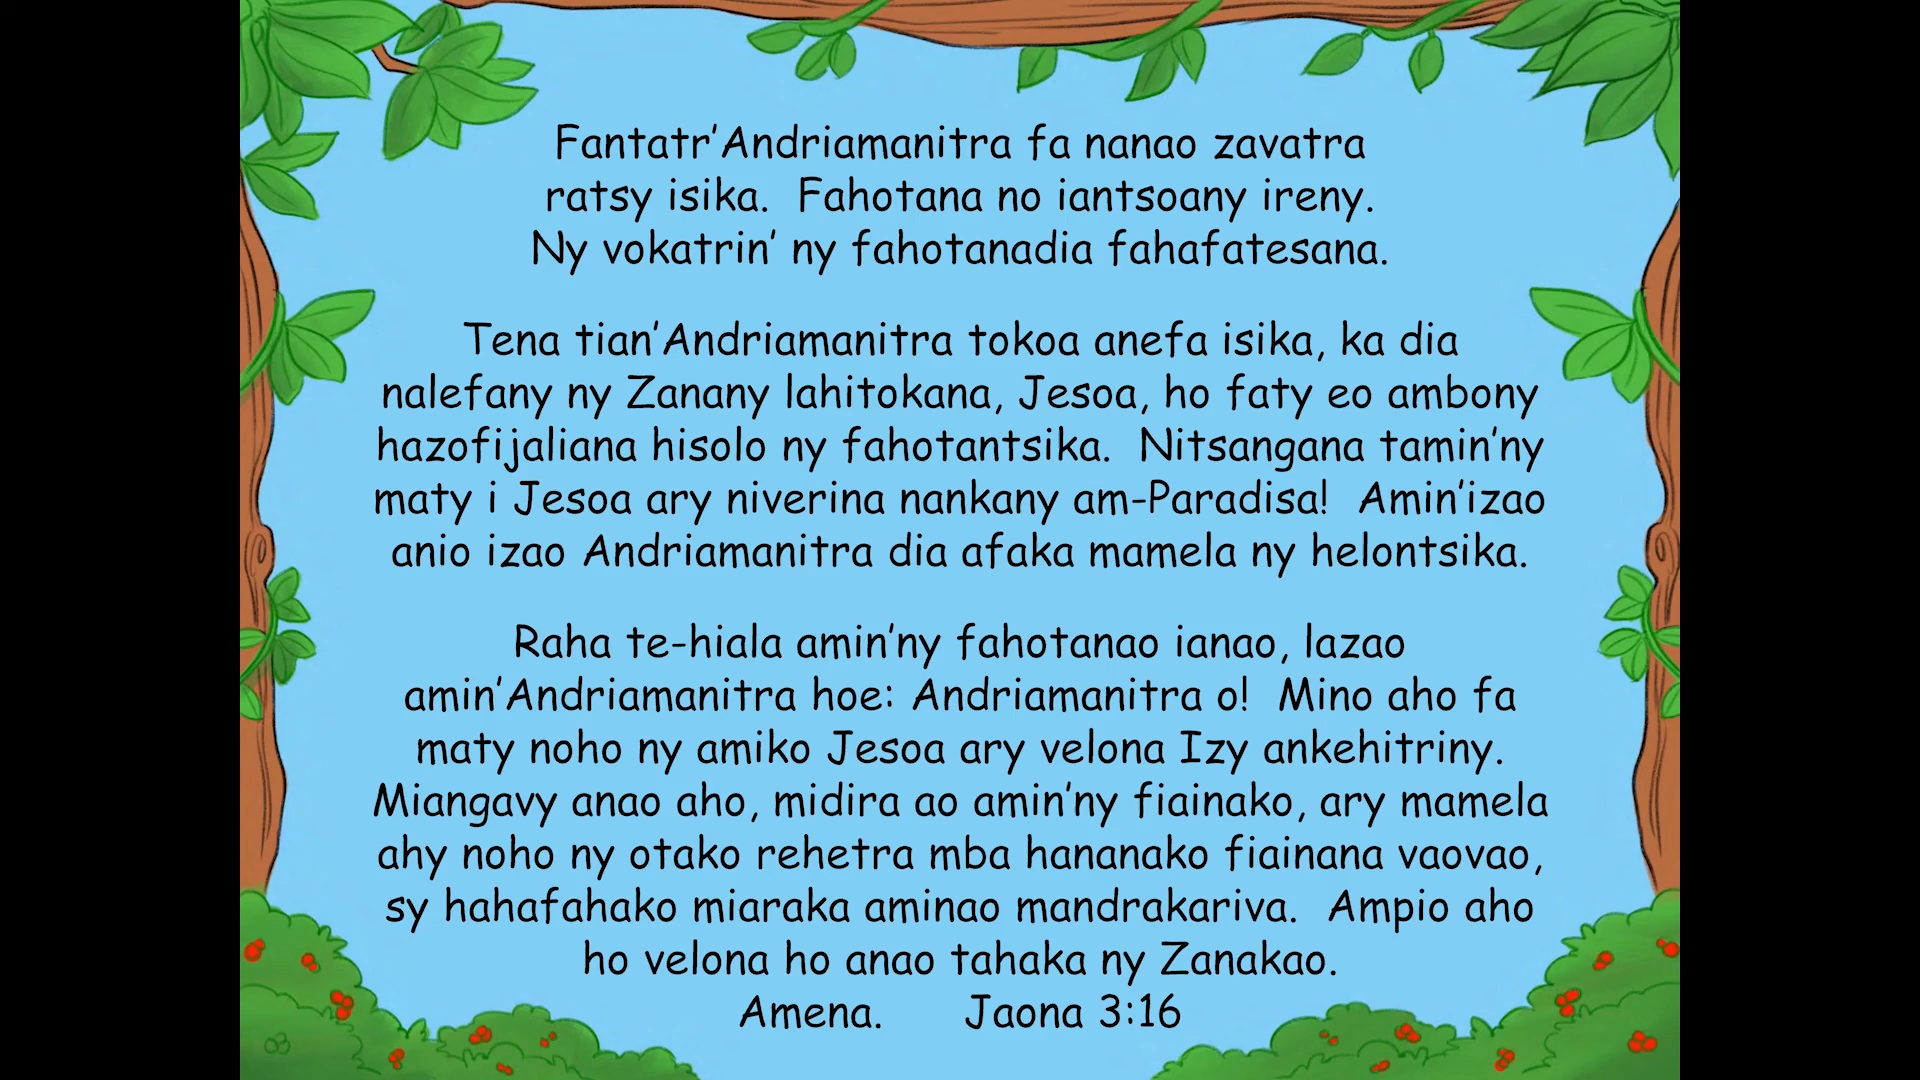 Fantatr'Andriamanitra fa nanao zavatra
ratsy isika.  Fahotana no iantsoany ireny.
Ny vokatrin' ny fahotanadia fahafatesana.
Tena tian'Andriamanitra tokoa anefa isika, ka dia
nalefany ny Zanany lahitokana, Jesoa, ho faty eo ambony
hazofijaliana hisolo ny fahotantsika.  Nitsangana tamin'ny
maty i Jesoa ary niverina nankany am-Paradisa!  Amin'izao
anio izao Andriamanitra dia afaka mamela ny helontsika.
Raha te-hiala amin'ny fahotanao ianao, lazao
amin'Andriamanitra hoe: Andriamanitra o!  Mino aho fa
maty noho ny amiko Jesoa ary velona Izy ankehitriny.
Miangavy anao aho, midira ao amin'ny fiainako, ary mamela
ahy noho ny otako rehetra mba hananako fiainana vaovao,
sy hahafahako miaraka aminao mandrakariva.  Ampio aho
ho velona ho anao tahaka ny Zanakao.
Amena.      Jaona 3:16